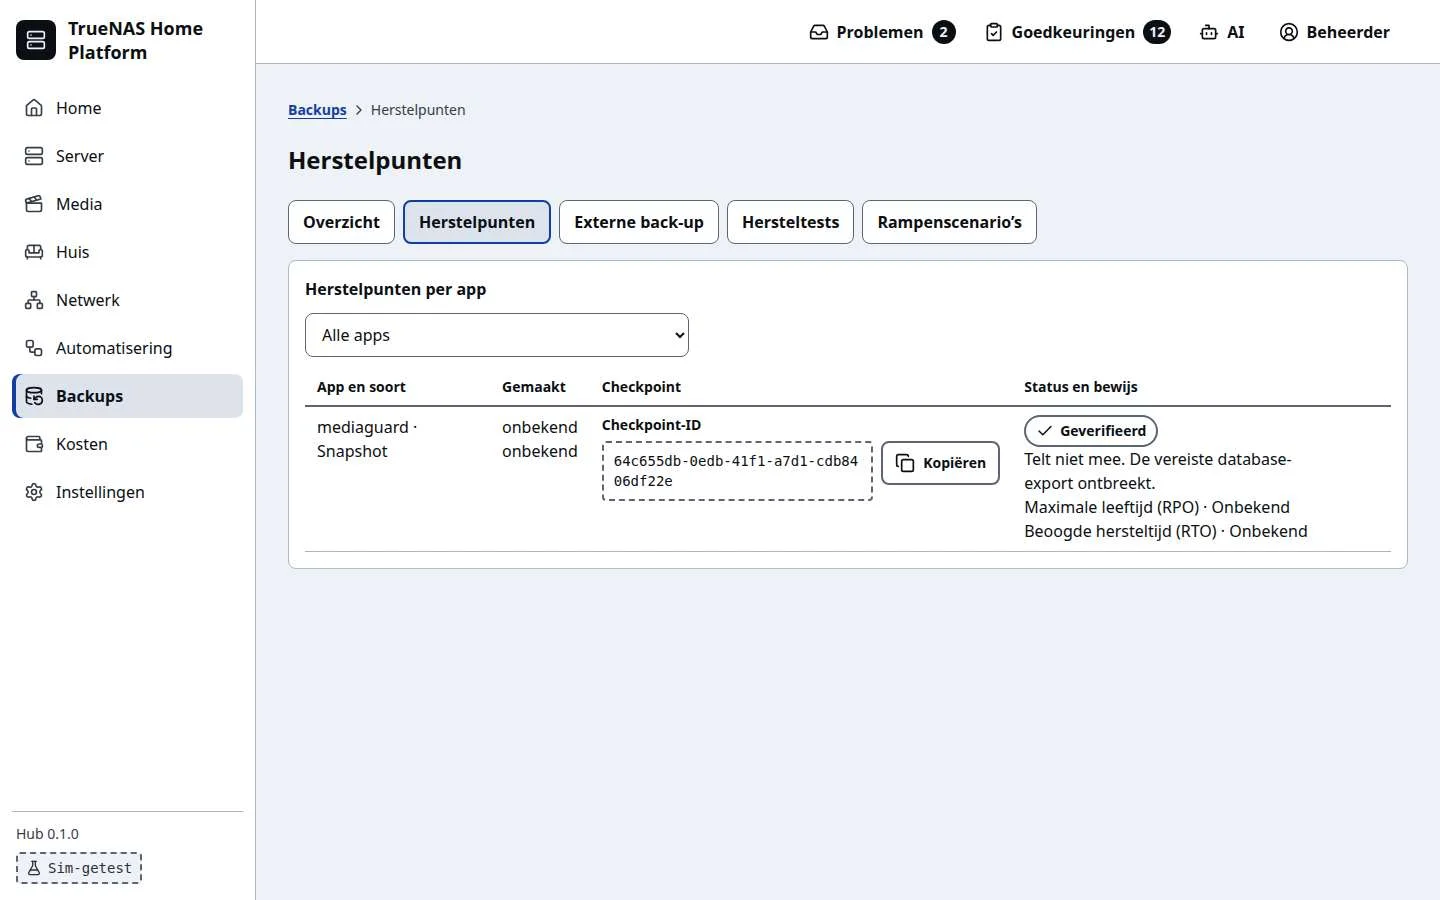 TrueNAS Home
Platform
Problemen 2
Goedkeuringen 12
AI
Beheerder
Home
Server
Media
Huis
Netwerk
Automatisering
Backups
Kosten
Instellingen
Hub 0.1.0
Sim-getest
Backups > Herstelpunten
Herstelpunten
Overzicht
Herstelpunten
Externe back-up
Hersteltests
Rampenscenario’s
Herstelpunten per app
Alle apps
App en soort
Gemaakt
Checkpoint
Status en bewijs
mediaguard ·
Snapshot
onbekend
onbekend
Checkpoint-ID
64c655db-0edb-41f1-a7d1-cdb84
06df22e
Kopiëren
Geverifieerd
Telt niet mee. De vereiste database-
export ontbreekt.
Maximale leeftijd (RPO) · Onbekend
Beoogde hersteltijd (RTO) · Onbekend